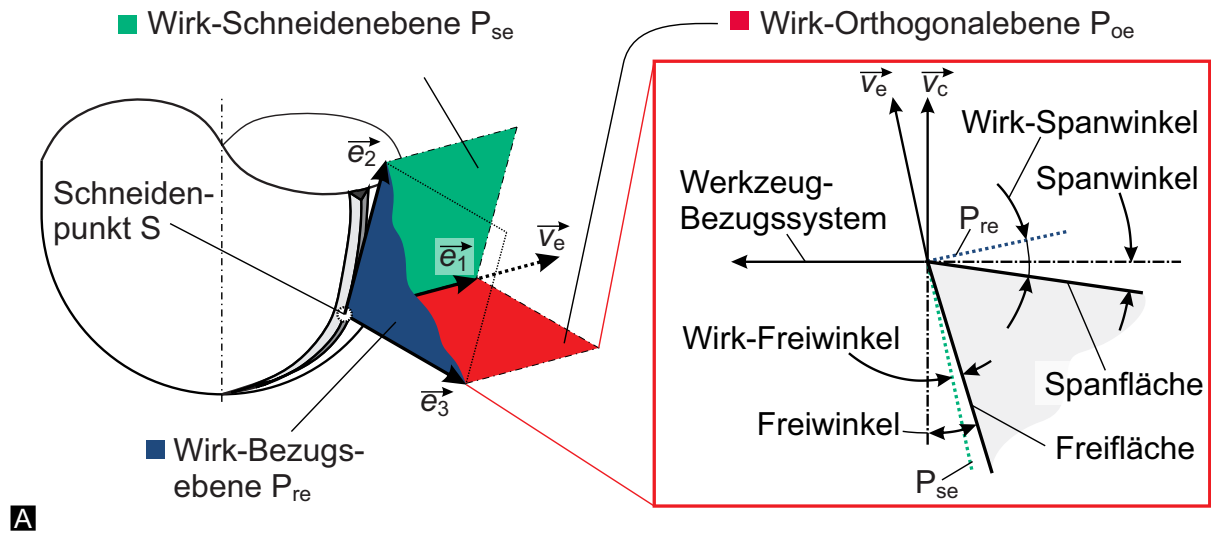 Wirk-Schneidenebene Pse
Wirk-Orthogonalebene Poe
e2
Schneiden-
punkt S
e1
ve
e3
Wirk-Bezugs-
ebene Pre
A
ve
vc
Wirk-Spanwinkel
Spanwinkel
Werkzeug-
Bezugssystem
Pre
Wirk-Freiwinkel
Spanfläche
Freiwinkel
Freifläche
Pse